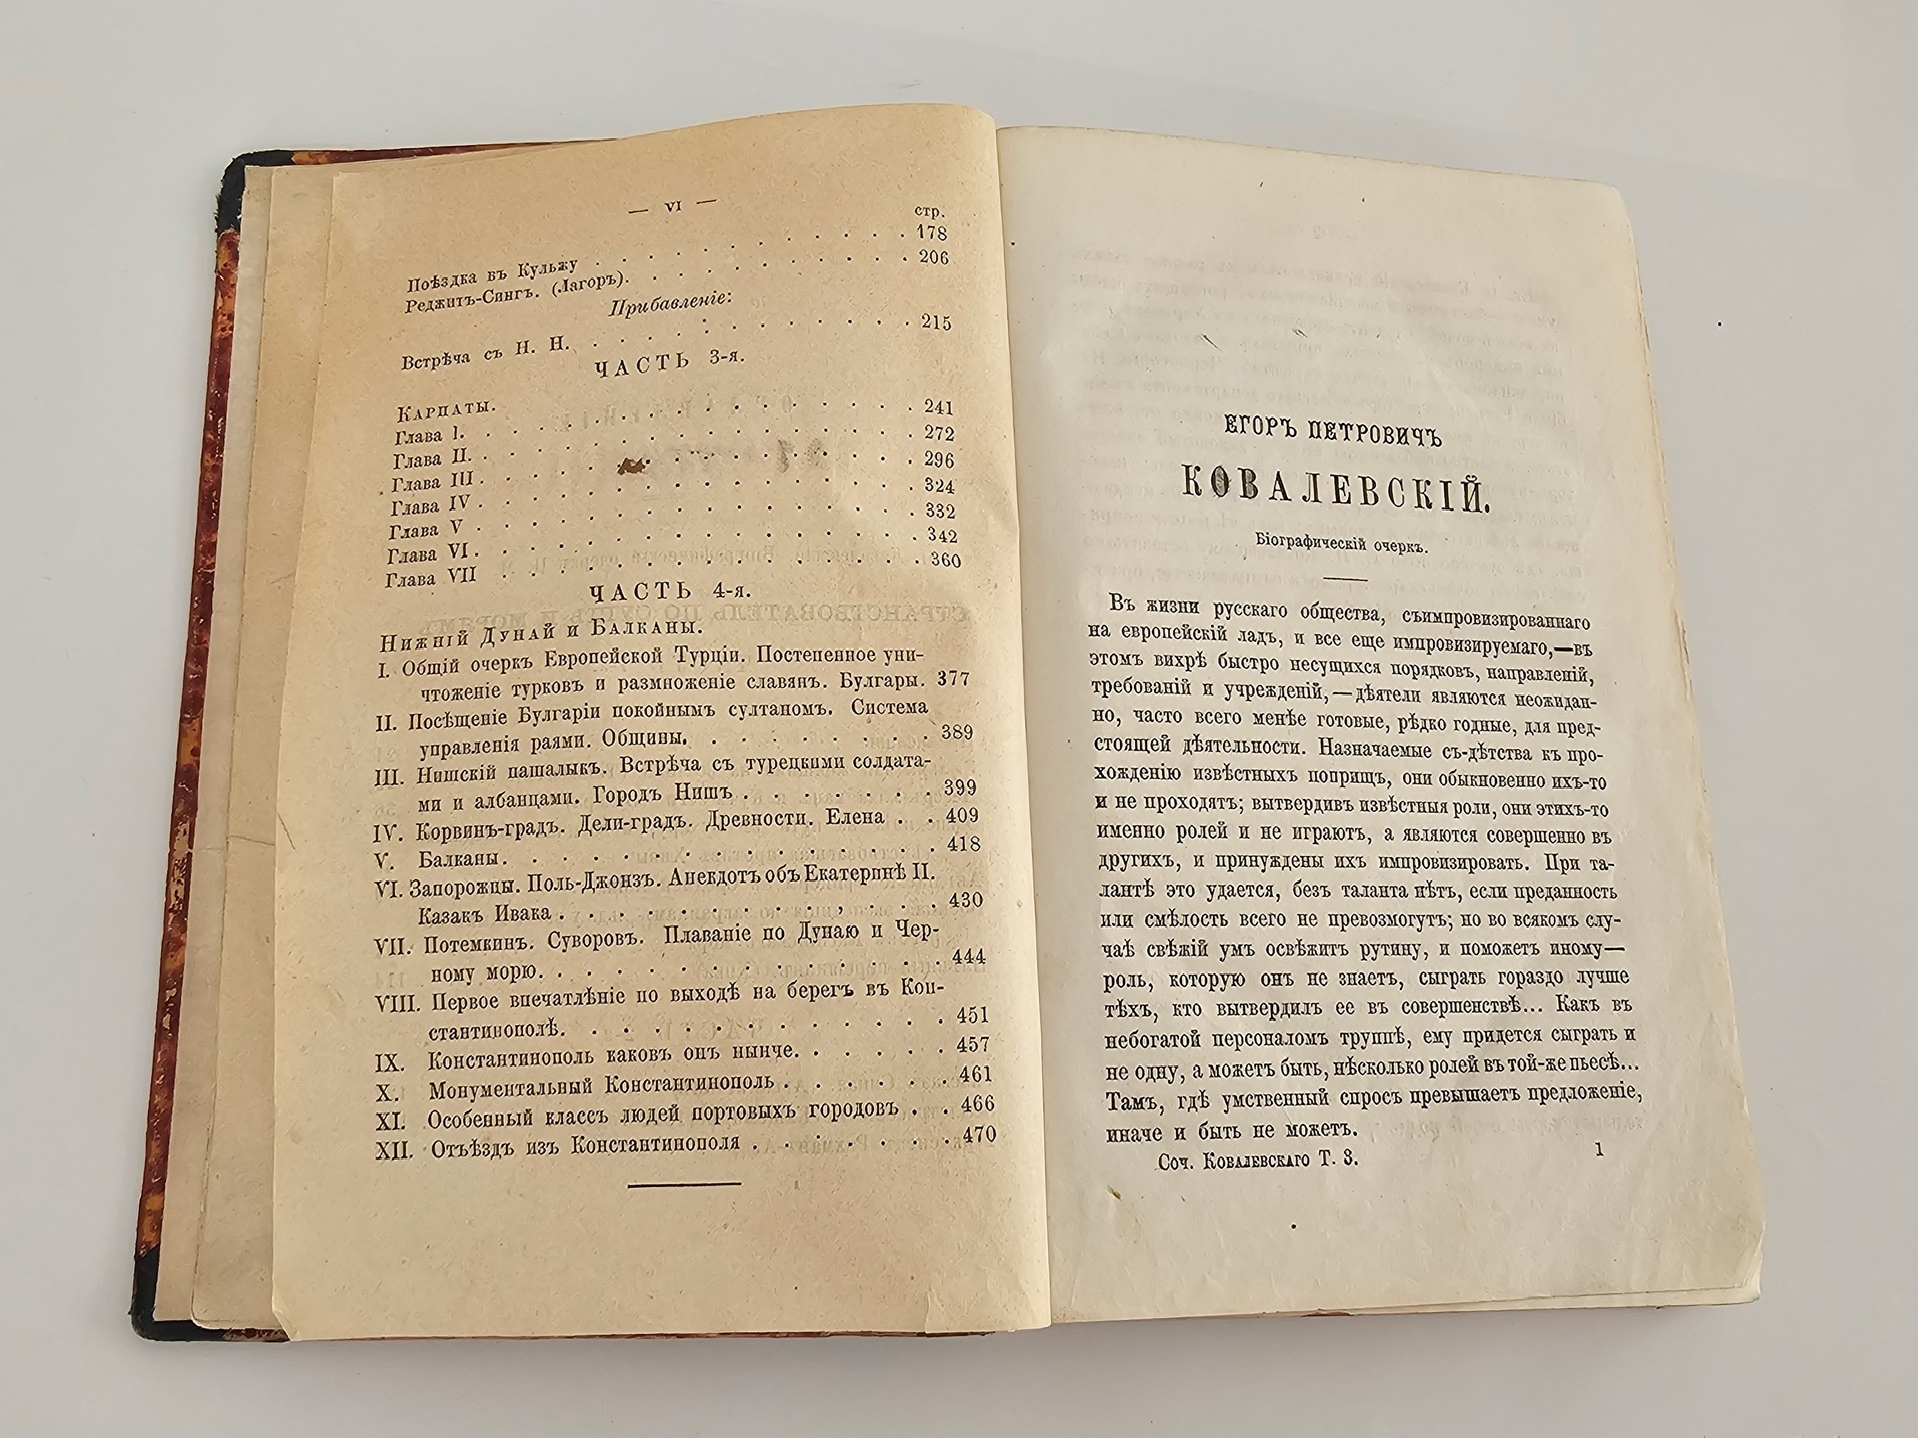 — VI —
стр.
Поѣздка въ Кульжу . . . . . . . . . . . 178
Реджитъ-Сингъ. (Лагоръ). . . . . . . . . . 206
Прибавленіе:
Встрѣча съ Н. Н. . . . . . . . . . . . 215
ЧАСТЬ 3-я.
Карпаты.
Глава I. . . . . . . . . . . . . . 241
Глава II. . . . . . . . . . . . . . 272
Глава III. . . . . . . . . . . . . . 296
Глава IV . . . . . . . . . . . . . . 324
Глава V . . . . . . . . . . . . . . 332
Глава VI. . . . . . . . . . . . . . 342
Глава VII . . . . . . . . . . . . . 360
ЧАСТЬ 4-я.
Нижній Дунай и Балканы.
I. Общій очеркъ Европейской Турціи. Постепенное уни-
чтоженіе турковъ и размноженіе славянъ. Булгары. 377
II. Посѣщеніе Булгаріи покойнымъ султаномъ. Система
управленія раями. Общины. . . . . . . . . 389
III. Нишскій пашалыкъ. Встрѣча съ турецкими солдата-
ми и албанцами. Городъ Нишъ . . . . . . . 399
IV. Корвинъ-градъ. Дели-градъ. Древности. Елена . . 409
V. Балканы. . . . . . . . . . . . . . 418
VI. Запорожцы. Поль-Джонзъ. Анекдотъ объ Екатеринѣ II.
Казакъ Ивака . . . . . . . . . . . . 430
VII. Потемкинъ. Суворовъ. Плаваніе по Дунаю и Чер-
ному морю. . . . . . . . . . . . . 444
VIII. Первое впечатлѣніе по выходѣ на берегъ въ Кон-
стантинополѣ. . . . . . . . . . . . 451
IX. Константинополь каковъ онъ нынче. . . . . . 457
X. Монументальный Константинополь . . . . . . 461
XI. Особенный классъ людей портовыхъ городовъ . . 466
XII. Отъѣздъ изъ Константинополя . . . . . . . 470
ЕГОРЪ ПЕТРОВИЧЪ
КОВАЛЕВСКІЙ.
Біографическій очеркъ.
Въ жизни русскаго общества, съимпровизированнаго
на европейскій ладъ, и все еще импровизируемаго,—въ
этомъ вихрѣ быстро несущихся порядковъ, направленій,
требованій и учрежденій,—дѣятели являются неожидан-
но, часто всего менѣе готовые, рѣдко годные, для пред-
стоящей дѣятельности. Назначаемые съ-дѣтства къ про-
хожденію извѣстныхъ поприщъ, они обыкновенно ихъ-то
и не проходятъ; вытвердивъ извѣстныя роли, они этихъ-то
именно ролей и не играютъ, а являются совершенно въ
другихъ, и принуждены ихъ импровизировать. При та-
лантѣ это удается, безъ таланта нѣтъ, если преданность
или смѣлость всего не превозмогутъ; но во всякомъ слу-
чаѣ свѣжій умъ освѣжитъ рутину, и поможетъ иному—
роль, которую онъ не знаетъ, сыграть гораздо лучше
тѣхъ, кто вытвердилъ ее въ совершенствѣ... Какъ въ
небогатой персоналомъ труппѣ, ему придется сыграть и
не одну, а можетъ быть, нѣсколько ролей въ той-же пьесѣ...
Тамъ, гдѣ умственный спросъ превышаетъ предложеніе,
иначе и быть не можетъ.
Соч. Ковалевскаго Т. 3. 1